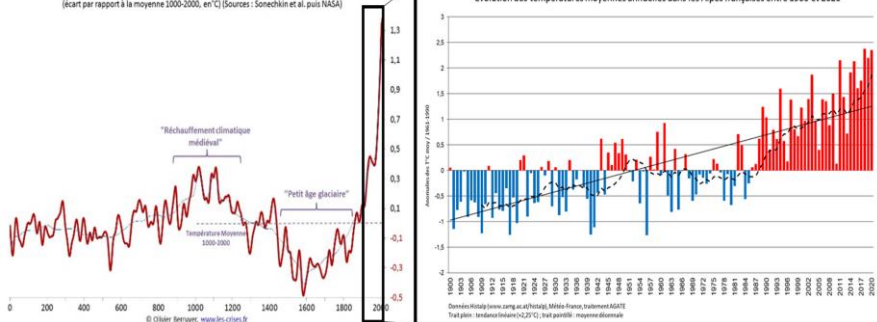 (écart par rapport à la moyenne 1000-2000, en°C) (Sources : Sonechkin et al. puis NASA)
1,3
1,1
0,9
0,7
0,5
0,3
0,1
-0,1
-0,3
-0,5
"Réchauffement climatique
médiéval"
"Petit âge glaciaire"
Température Moyenne
1000-2000
0 200 400 600 800 1000 1200 1400 1600 1800 2000
© Olivier Berruyer, www.les-crises.fr
Anomalies des T°C moy / 1961-1990
3
2,5
2
1,5
1
0,5
0
-0,5
-1
-1,5
-2
1900 1903 1906 1909 1912 1915 1918 1921 1924 1927 1930 1933 1936 1939 1942 1945 1948 1951 1954 1957 1960 1963 1966 1969 1972 1975 1978 1981 1984 1987 1990 1993 1996 1999 2002 2005 2008 2011 2014 2017 2020
Données Histalp (www.zamg.ac.at/histalp), Météo-France, traitement AGATE
Trait plein : tendance linéaire (+2,25°C) ; trait pointillé : moyenne décennale